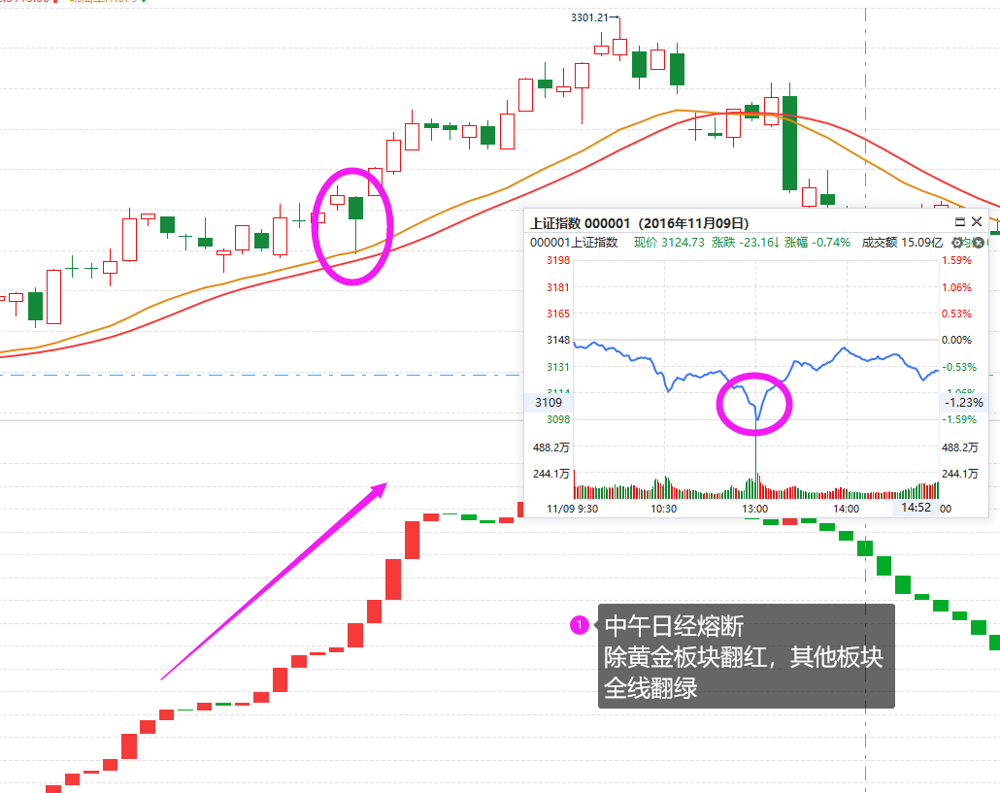 3301.21
上证指数 000001（2016年11月09日）
000001上证指数 现价 3124.73 涨跌 -23.16↓ 涨幅 -0.74% 成交额 15.09亿
3198 1.59%
3181 1.06%
3165 0.53%
3148 0.00%
3131 -0.53%
3114 -1.06%
3109 -1.23%
3098 -1.59%
488.2万 488.2万
244.1万 244.1万
11/09 9:30 10:30 13:00 14:00 14:52 00
1
中午日经熔断
除黄金板块翻红，其他板块
全线翻绿